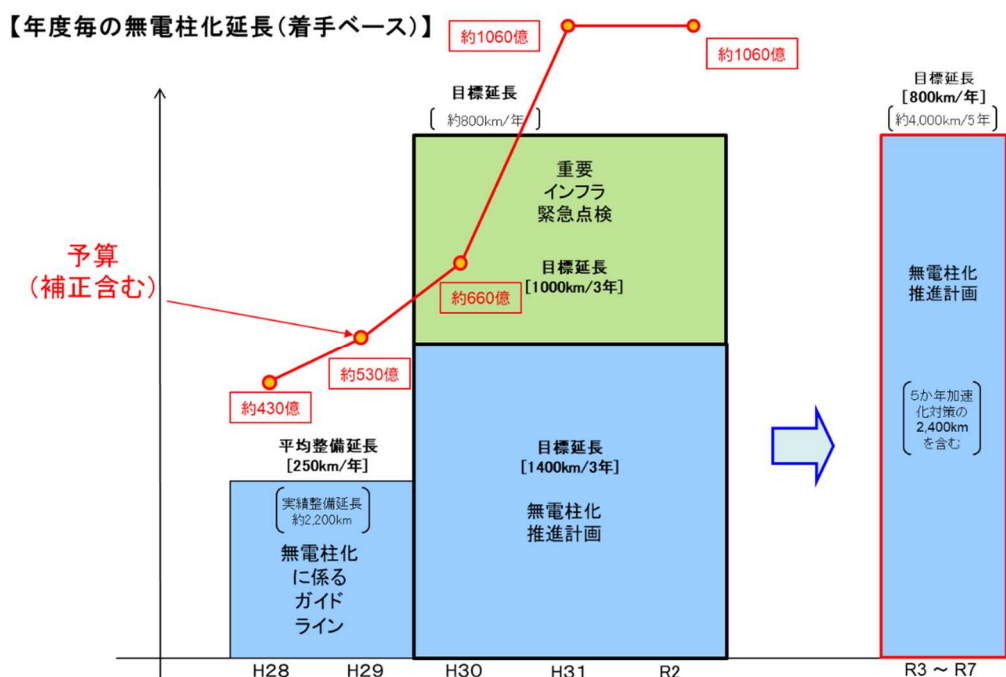 【年度毎の無電柱化延長(着手ベース)】
約1060億
約1060億
目標延長
[800km/年]
(約4,000km/5年)
目標延長
(約800km/年)
重要
インフラ
緊急点検
予算
(補正含む)
目標延長
[1000km/3年]
約660億
無電柱化
推進計画
約530億
約430億
5か年加速
化対策の
2,400km
を含む
平均整備延長
[250km/年]
目標延長
[1400km/3年]
実績整備延長
約2,200km
無電柱化
推進計画
無電柱化
に係る
ガイド
ライン
H28
H29
H30
H31
R2
R3 ～ R7